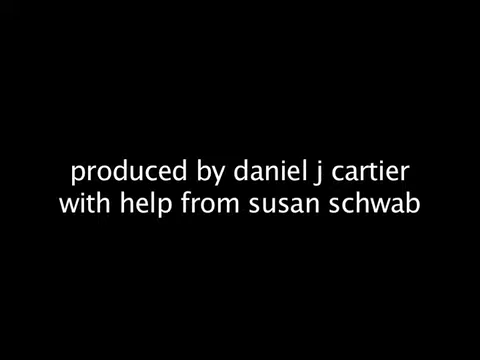 produced by daniel j cartier
with help from susan schwab